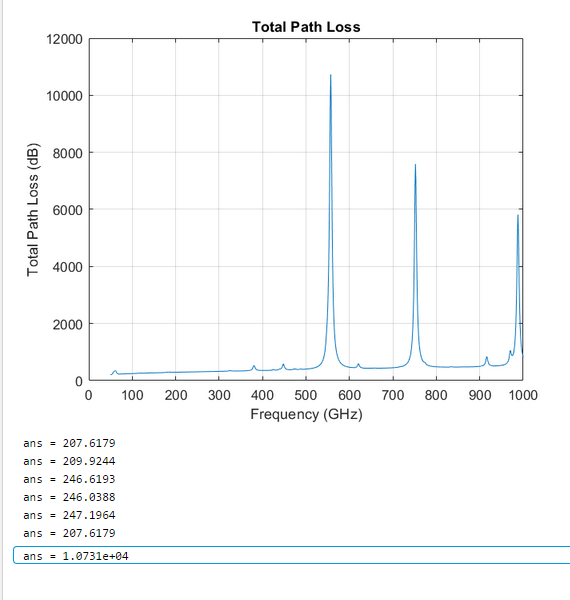 Total Path Loss
12000
10000
8000
6000
4000
2000
0
Total Path Loss (dB)
0 100 200 300 400 500 600 700 800 900 1000
Frequency (GHz)
ans = 207.6179
ans = 209.9244
ans = 246.6193
ans = 246.0388
ans = 247.1964
ans = 207.6179
ans = 1.0731e+04